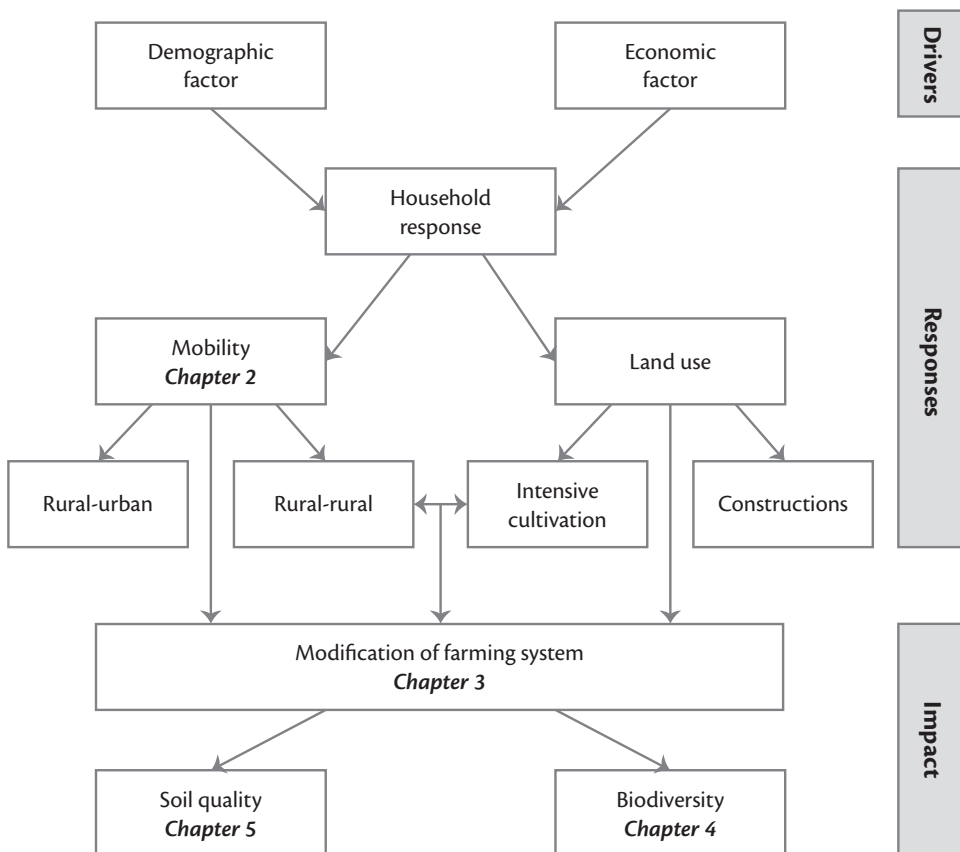 Demographic
factor
Economic
factor
Drivers
Household
response
Responses
Mobility
Chapter 2
Land use
Rural-urban
Rural-rural
Intensive
cultivation
Constructions
Modification of farming system
Chapter 3
Impact
Soil quality
Chapter 5
Biodiversity
Chapter 4